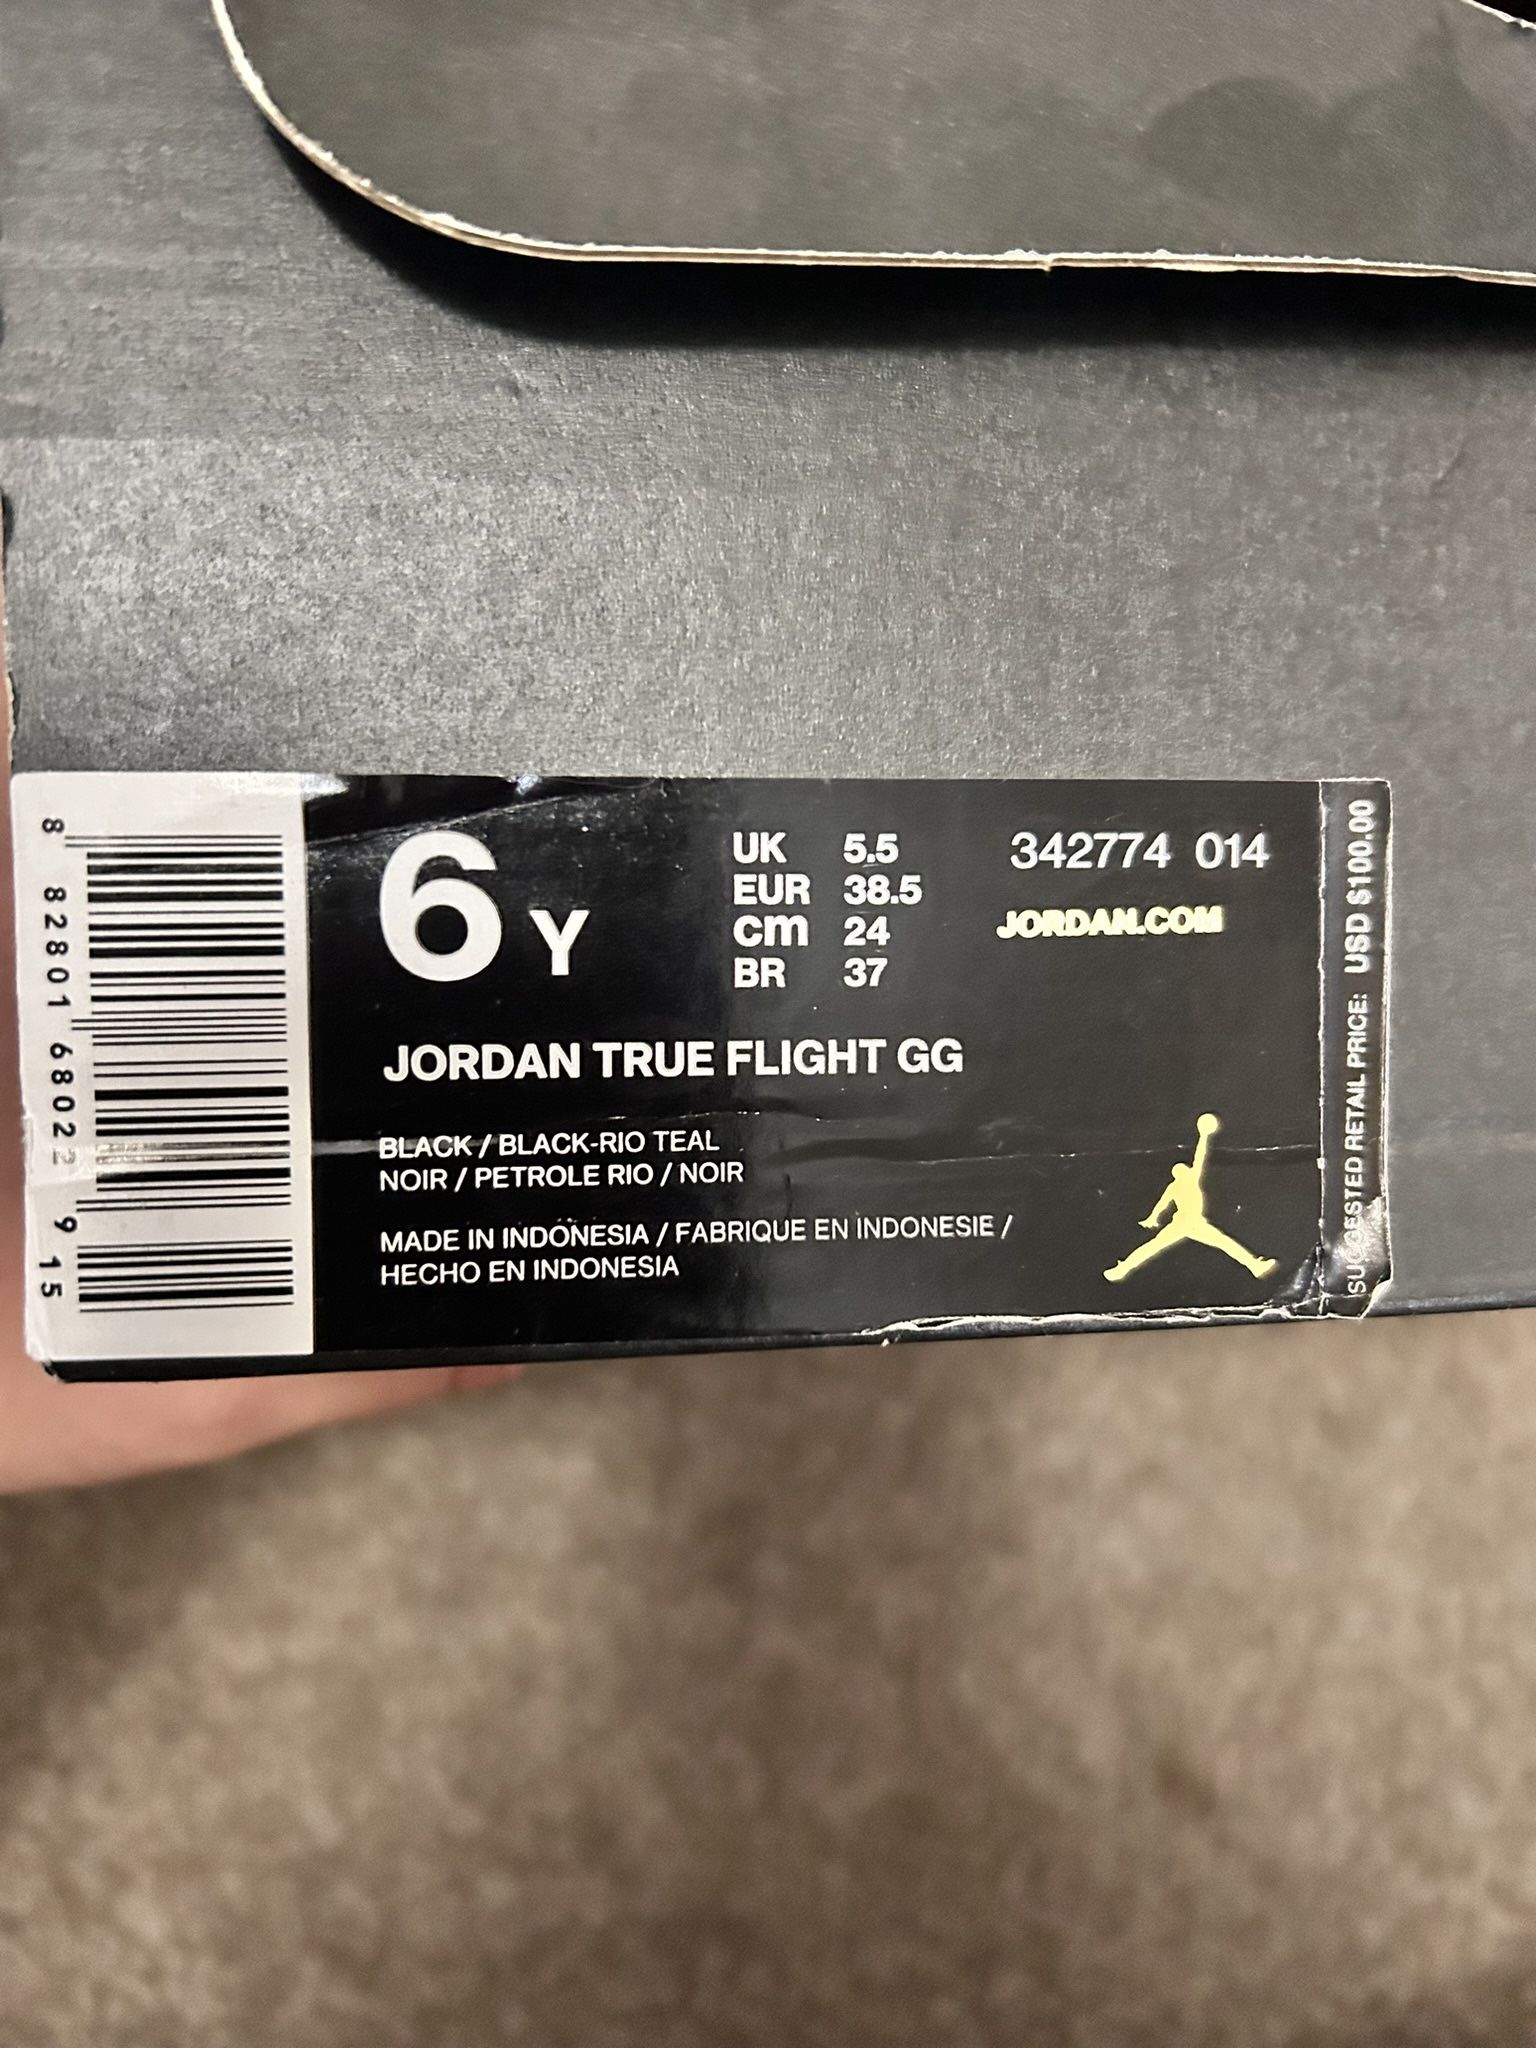 6 Y
UK 5.5
EUR 38.5
cm 24
BR 37
342774 014
JORDAN.COM
JORDAN TRUE FLIGHT GG
BLACK / BLACK-RIO TEAL
NOIR / PETROLE RIO / NOIR
MADE IN INDONESIA / FABRIQUE EN INDONESIE /
HECHO EN INDONESIA
SUGGESTED RETAIL PRICE: USD $100.00
8 82801 68022 9 15